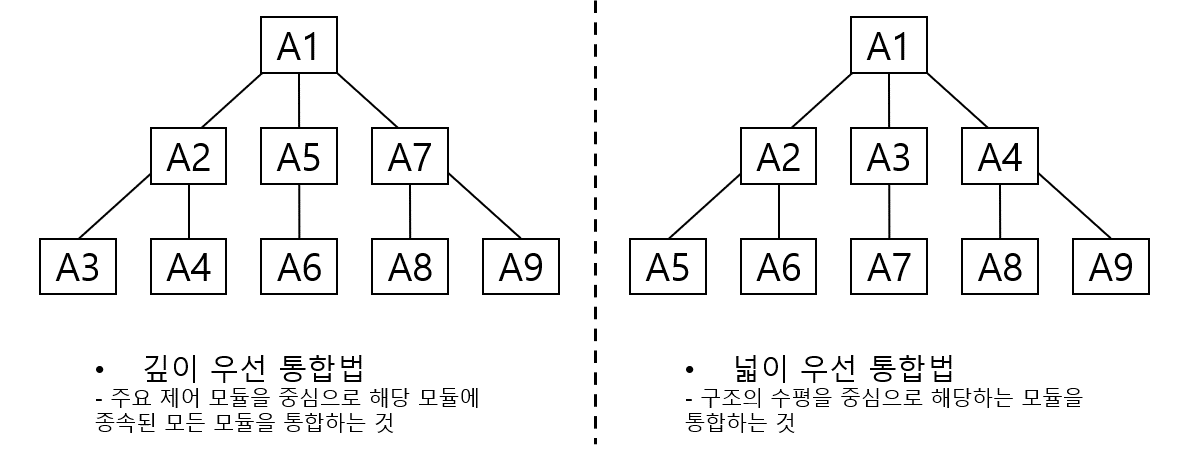 A1
A2 A5 A7
A3 A4 A6 A8 A9
• 깊이 우선 통합법
- 주요 제어 모듈을 중심으로 해당 모듈에
종속된 모든 모듈을 통합하는 것
A1
A2 A3 A4
A5 A6 A7 A8 A9
• 넓이 우선 통합법
- 구조의 수평을 중심으로 해당하는 모듈을
통합하는 것